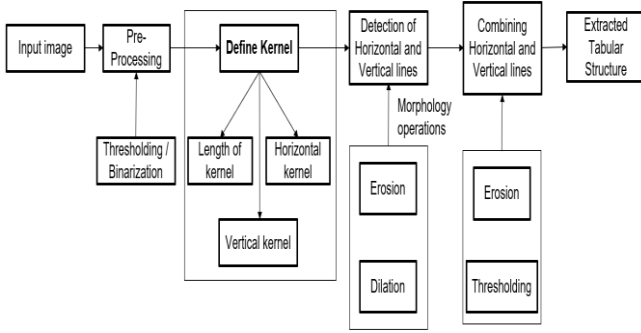 Input image
Pre-
Processing
Define Kernel
Detection of
Horizontal and
Vertical lines
Combining
Horizontal and
Vertical lines
Extracted
Tabular
Structure
Morphology
operations
Thresholding /
Binarization
Length of
kernel
Horizontal
kernel
Vertical kernel
Erosion
Dilation
Erosion
Thresholding